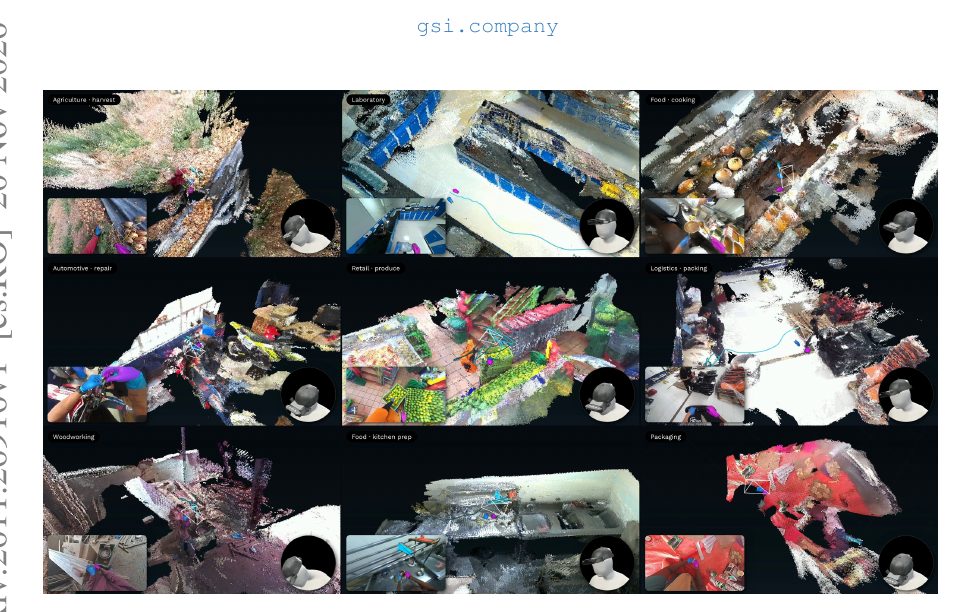 gsi.company
Agriculture · harvest
Laboratory
Food · cooking
Automotive · repair
Retail · produce
Logistics · packing
Woodworking
Food · kitchen prep
Packaging